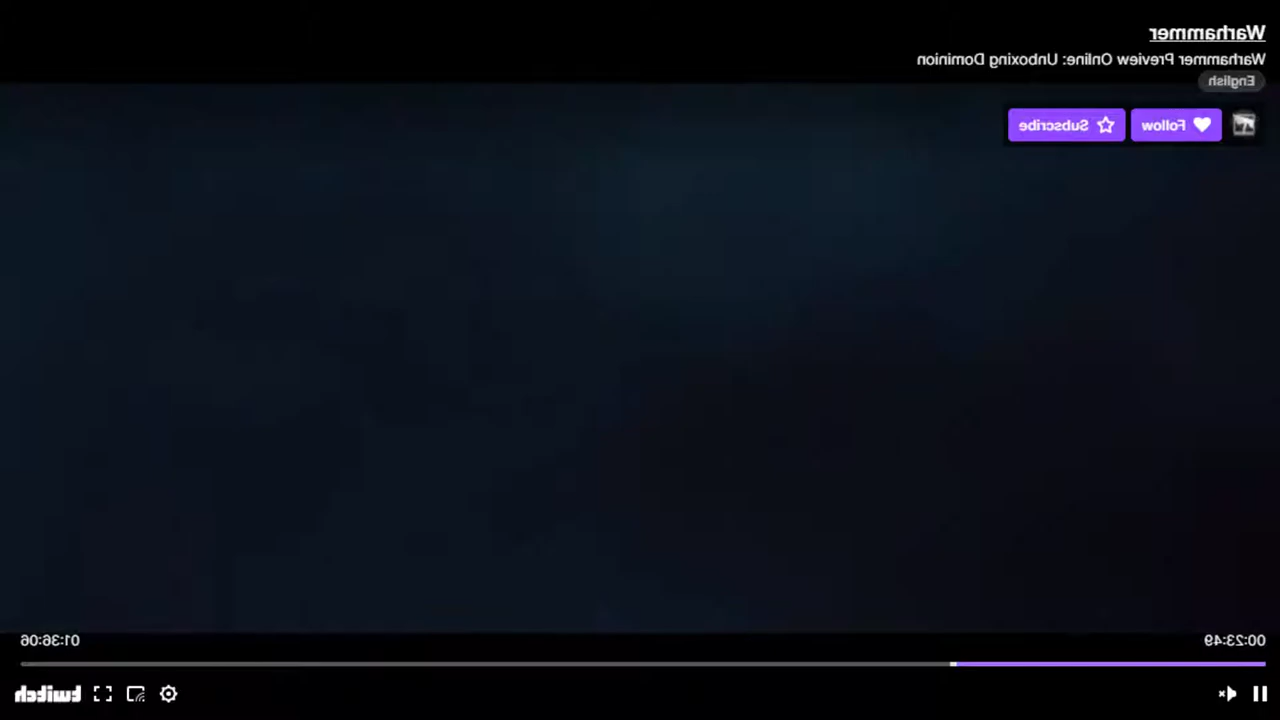 Warhammer
Warhammer Preview Online: Unboxing Dominion
English
Follow
Subscribe
00:23:49
01:36:06
twitch